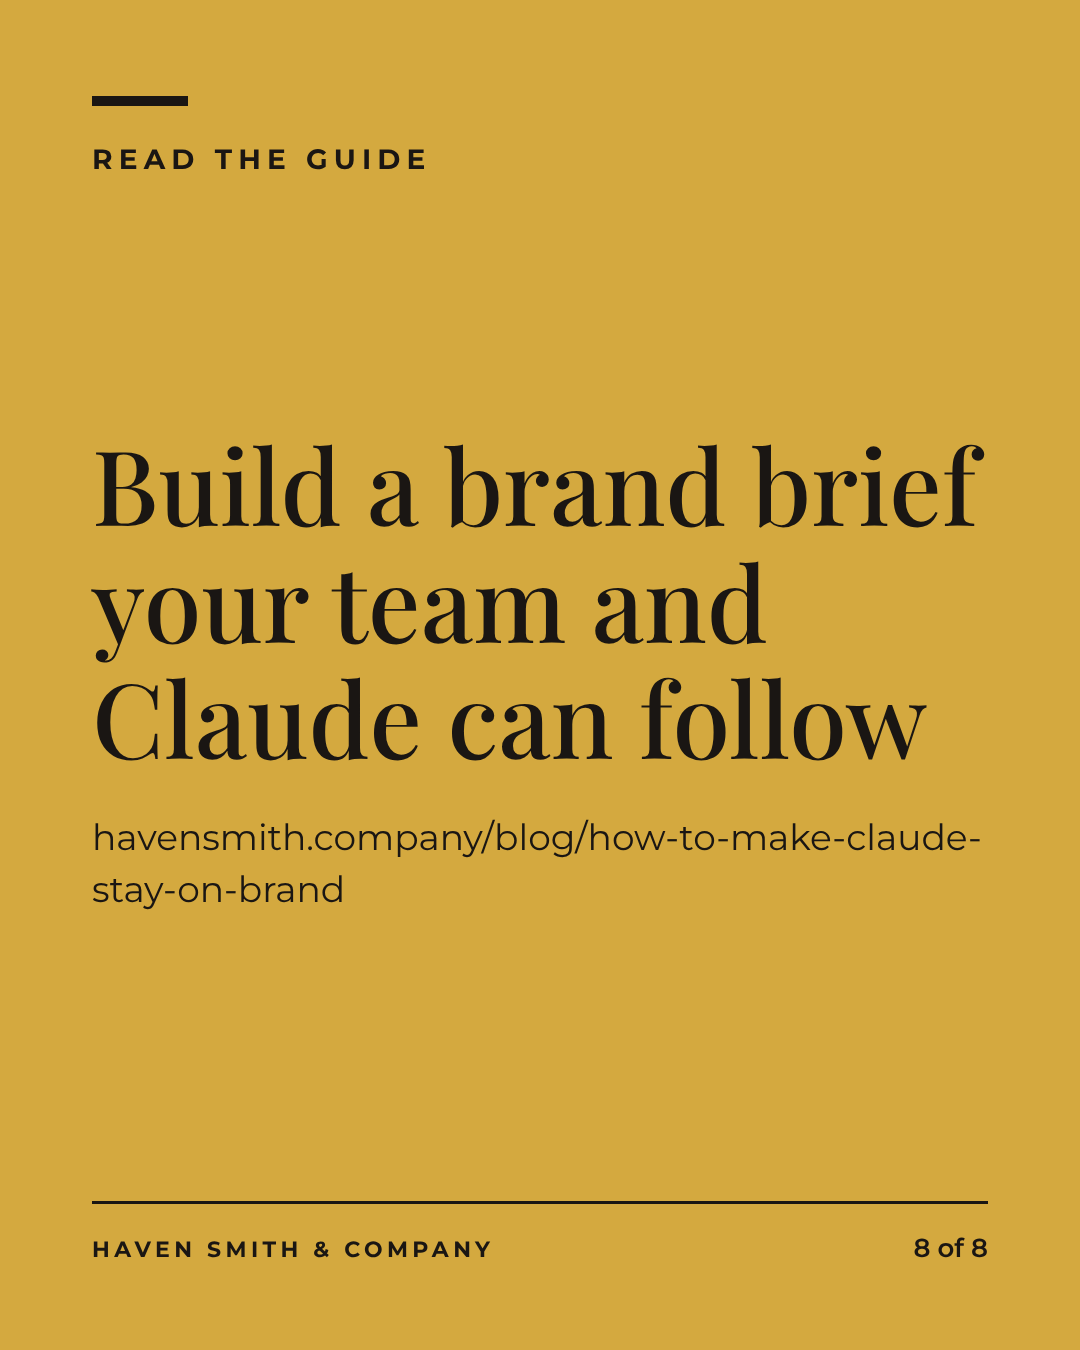 READ THE GUIDE
Build a brand brief
your team and
Claude can follow
havensmith.company/blog/how-to-make-claude-
stay-on-brand
HAVEN SMITH & COMPANY
8 of 8